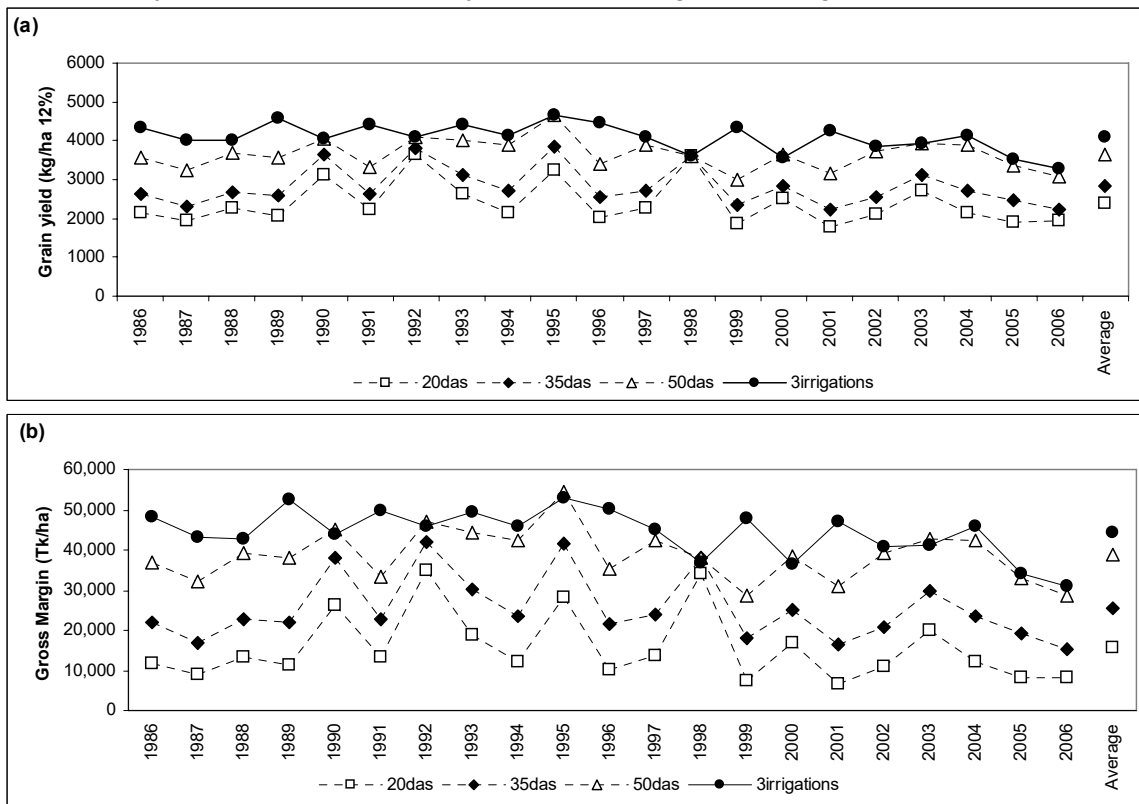 (a)
6000
5000
4000
3000
2000
1000
0
Grain yield (kg/ha 12%)
1986 1987 1988 1989 1990 1991 1992 1993 1994 1995 1996 1997 1998 1999 2000 2001 2002 2003 2004 2005 2006 Average
20das 35das 50das 3irrigations
(b)
60,000
50,000
40,000
30,000
20,000
10,000
0
Gross Margin (Tk/ha)
1986 1987 1988 1989 1990 1991 1992 1993 1994 1995 1996 1997 1998 1999 2000 2001 2002 2003 2004 2005 2006 Average
20das 35das 50das 3irrigations